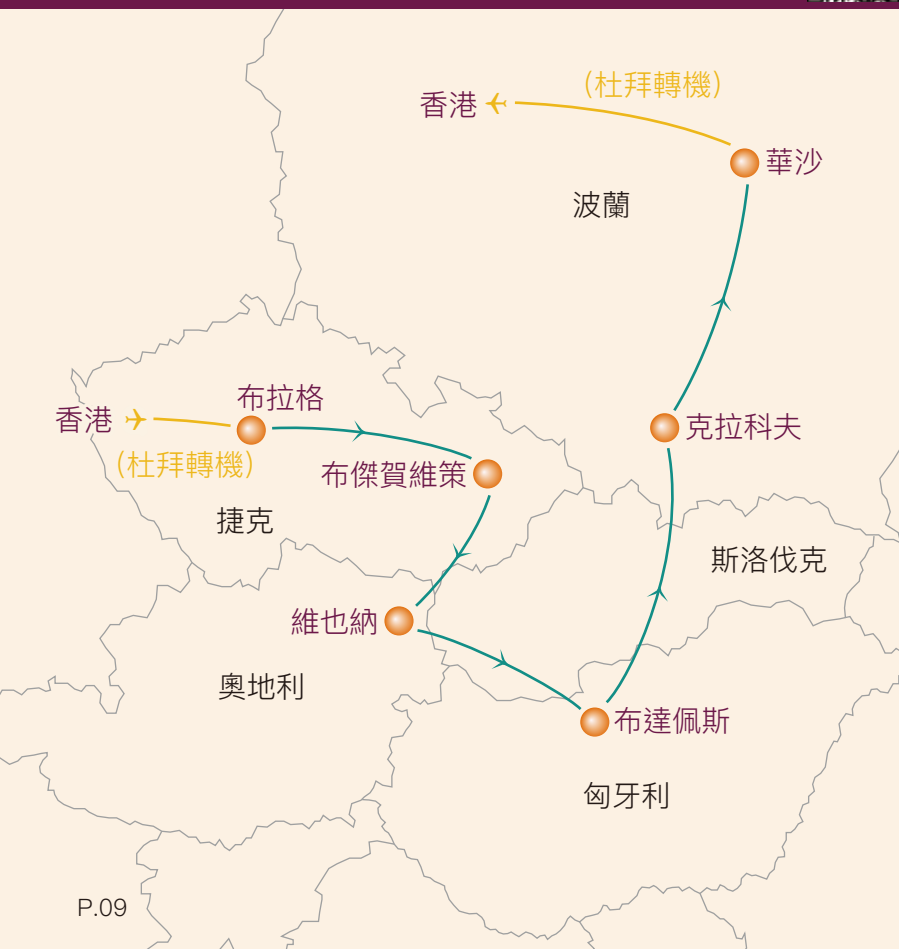 (杜拜轉機)
香港
華沙
波蘭
布拉格
香港
克拉科夫
(杜拜轉機)
布傑賀維策
捷克
斯洛伐克
維也納
奧地利
布達佩斯
匈牙利
P.09